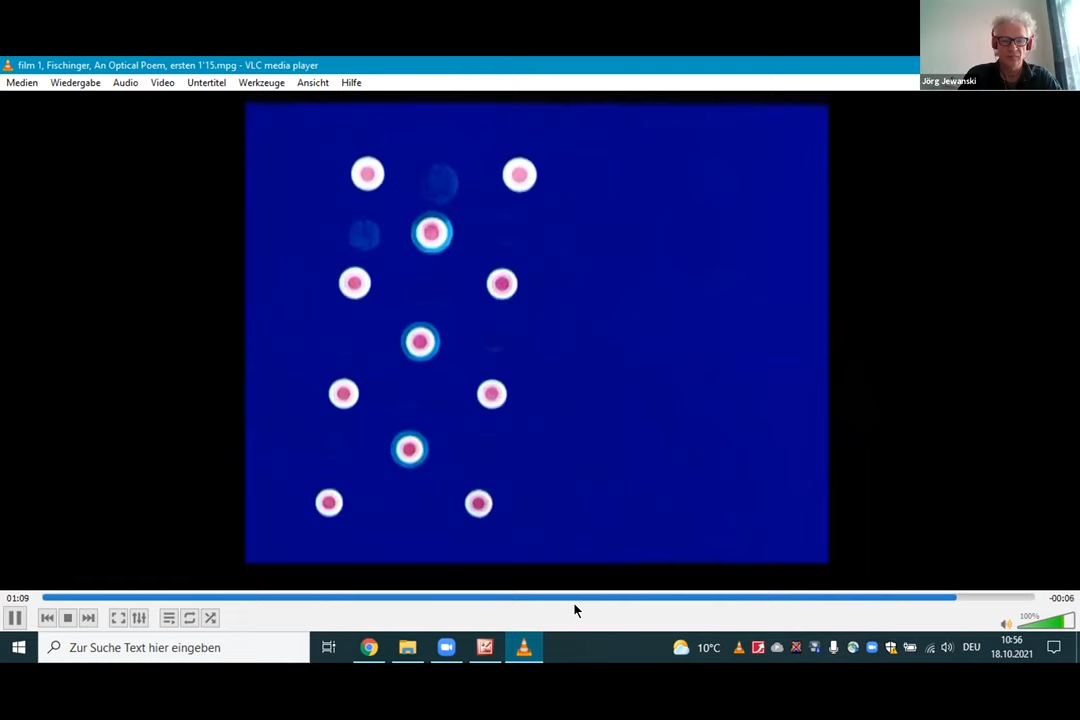 film 1, Fischinger, An Optical Poem, ersten 1'15.mpg - VLC media player
Medien Wiedergabe Audio Video Untertitel Werkzeuge Ansicht Hilfe
Jörg Jewanski
01:09
-00:06
100%
Zur Suche Text hier eingeben
10°C
DEU
10:56
18.10.2021